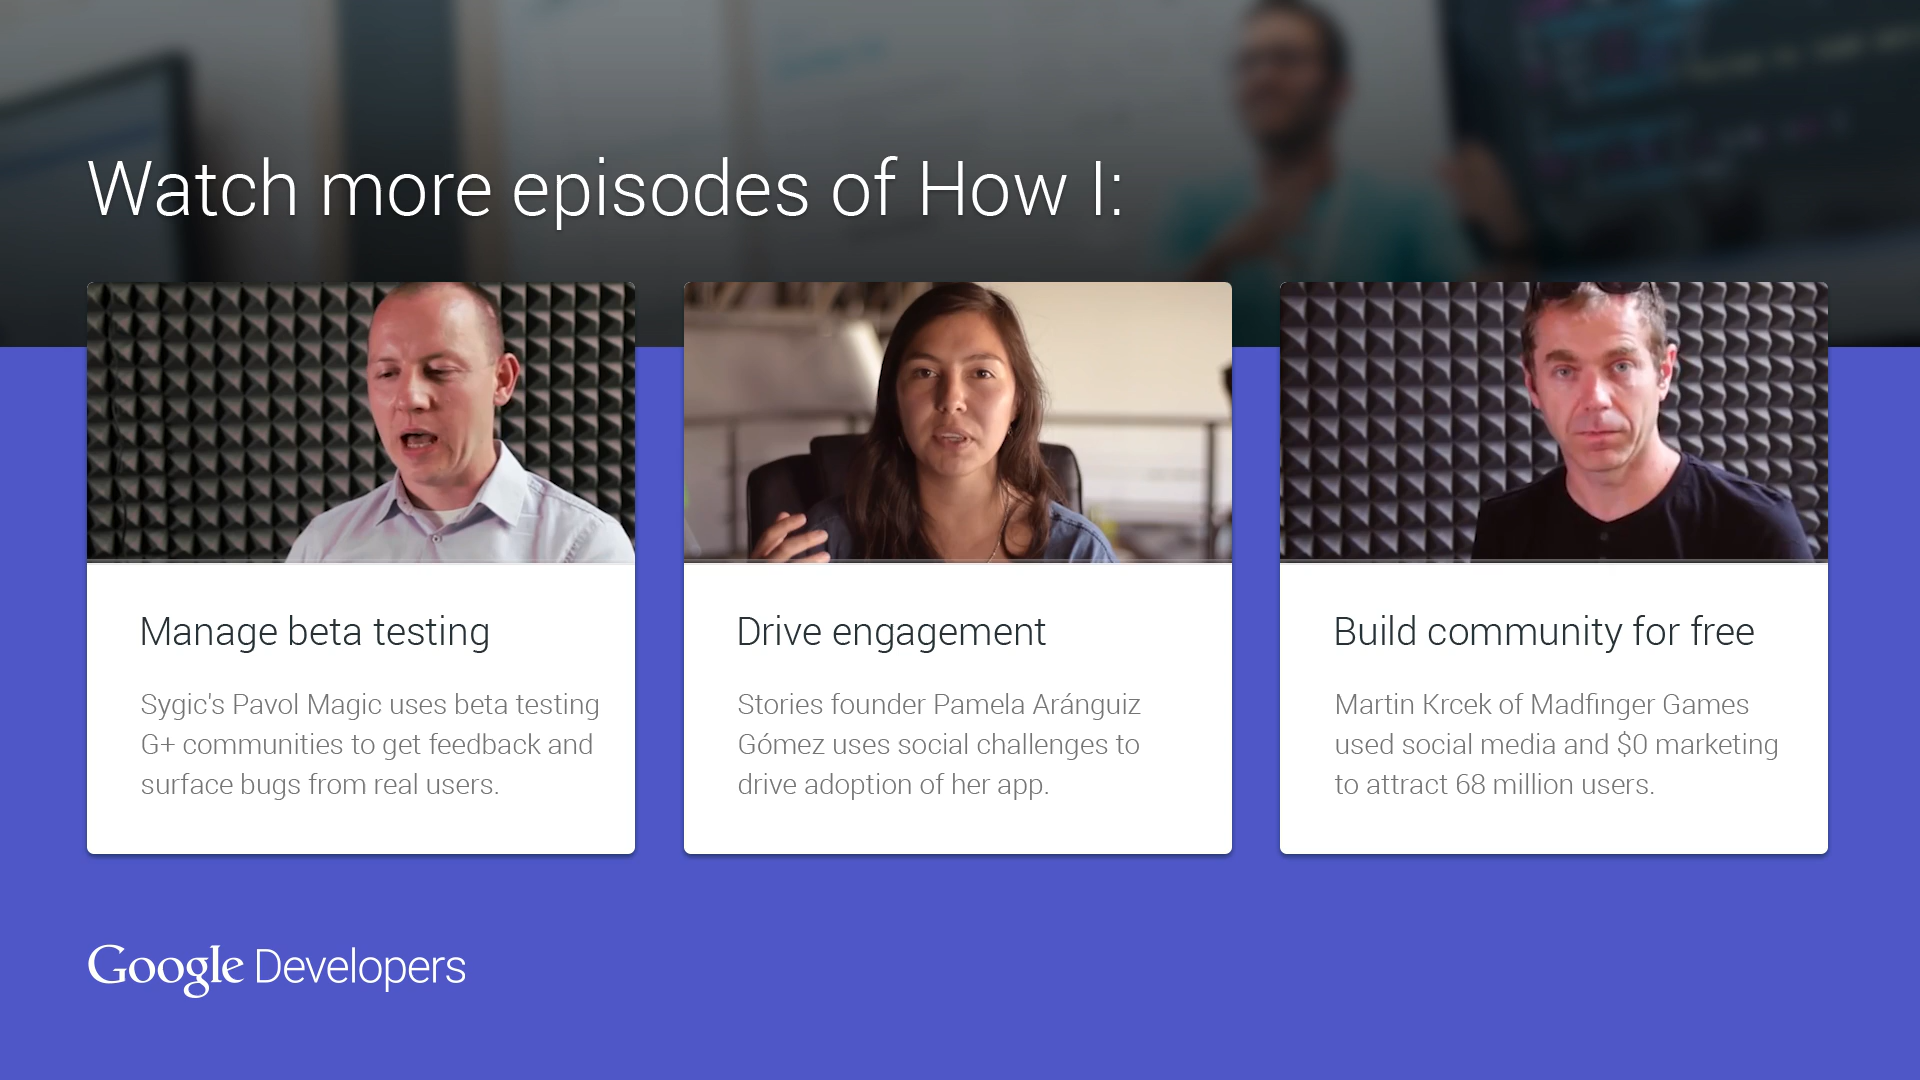 Watch more episodes of How I:
Manage beta testing
Sygic's Pavol Magic uses beta testing
G+ communities to get feedback and
surface bugs from real users.
Drive engagement
Stories founder Pamela Aránguiz
Gómez uses social challenges to
drive adoption of her app.
Build community for free
Martin Krcek of Madfinger Games
used social media and $0 marketing
to attract 68 million users.
Google Developers